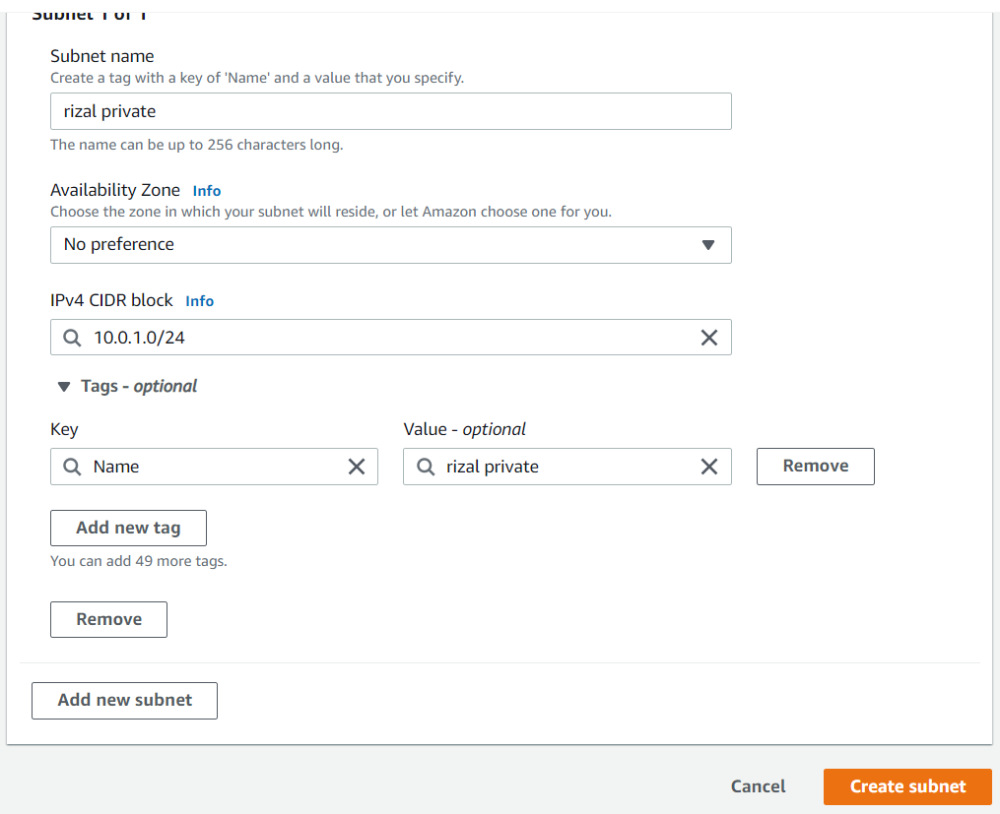 Subnet 1 of 1
Subnet name
Create a tag with a key of 'Name' and a value that you specify.
rizal private
The name can be up to 256 characters long.
Availability Zone Info
Choose the zone in which your subnet will reside, or let Amazon choose one for you.
No preference
IPv4 CIDR block Info
10.0.1.0/24
Tags - optional
Key Value - optional
Name rizal private Remove
Add new tag
You can add 49 more tags.
Remove
Add new subnet
Cancel Create subnet